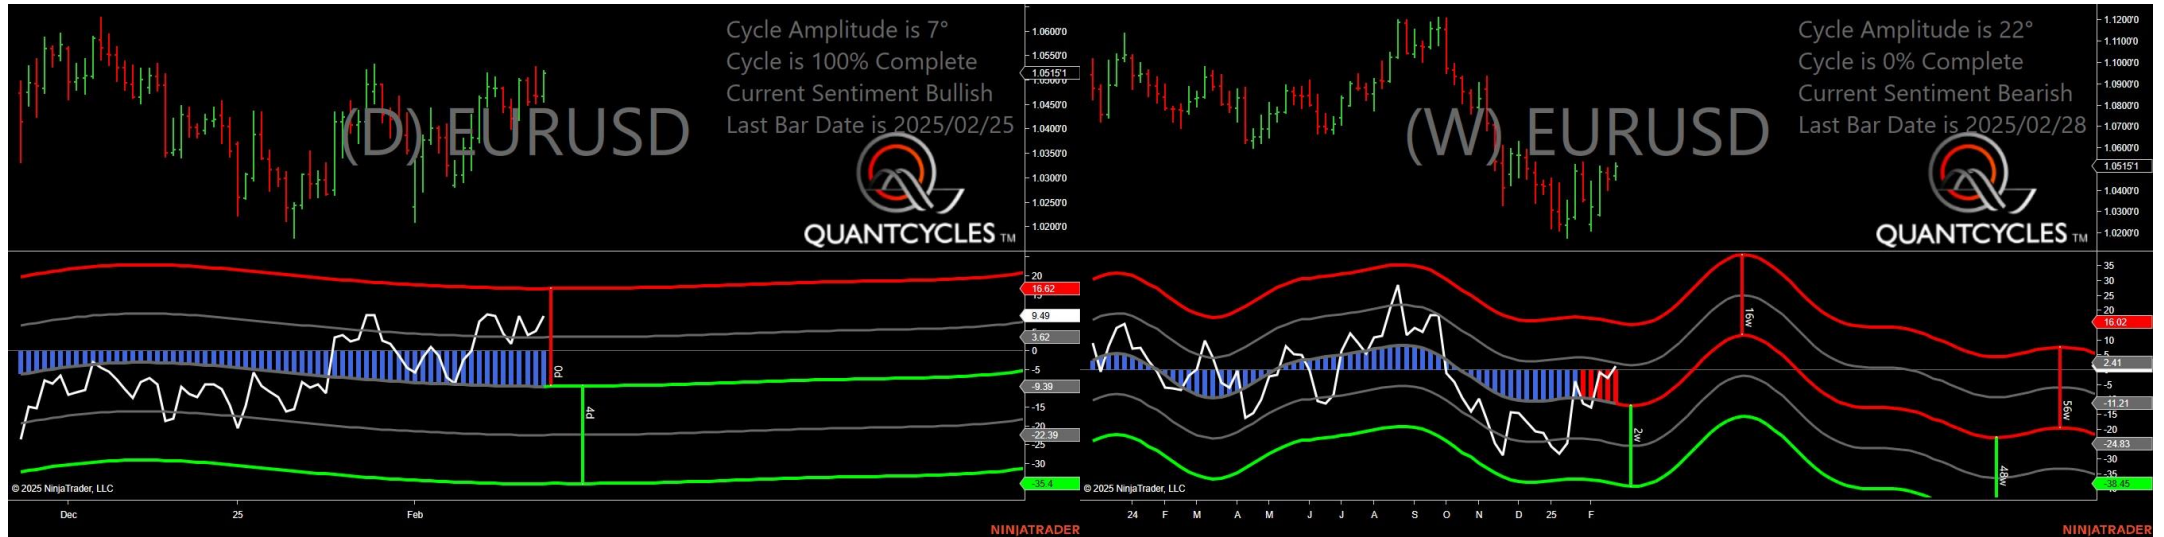 Cycle Amplitude is 7°
Cycle is 100% Complete
Current Sentiment Bullish
Last Bar Date is 2025/02/25
(D) EURUSD
QUANTCYCLES TM
1.0600'0
1.0550'0
1.0515'1
1.0450'0
1.0400'0
1.0350'0
1.0300'0
1.0250'0
1.0200'0
20
16.62
9.49
3.62
0
-5
-9.39
-15
-20
-22.39
-25
-30
-35.4
0d
4d
© 2025 NinjaTrader, LLC
Dec
25
Feb
NINJATRADER
Cycle Amplitude is 22°
Cycle is 0% Complete
Current Sentiment Bearish
Last Bar Date is 2025/02/28
(W) EURUSD
QUANTCYCLES TM
1.1200'0
1.1100'0
1.0900'0
1.0800'0
1.0700'0
1.0600'0
1.0515'1
1.0400'0
1.0300'0
1.0200'0
35
30
25
20
16.02
10
5
2.41
-5
-11.21
-15
-20
-24.83
-30
-35
-38.45
16w
2w
56w
48w
© 2025 NinjaTrader, LLC
24 F M A M J J A S O N D 25 F
NINJATRADER